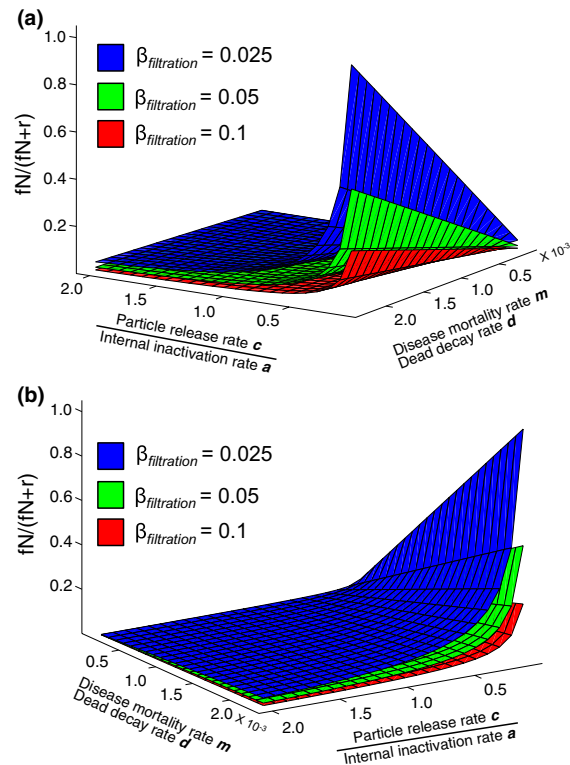 (a)
1.0
0.8
0.6
0.4
0.2
fN/(fN+r)
βfiltration = 0.025
βfiltration = 0.05
βfiltration = 0.1
2.0
1.5
1.0
0.5
Particle release rate c
Internal inactivation rate a
2.0
1.5
1.0
0.5
X 10-3
Disease mortality rate m
Dead decay rate d
(b)
1.0
0.8
0.6
0.4
0.2
fN/(fN+r)
βfiltration = 0.025
βfiltration = 0.05
βfiltration = 0.1
0.5
1.0
1.5
2.0 X 10-3
Disease mortality rate m
Dead decay rate d
2.0
1.5
1.0
0.5
Particle release rate c
Internal inactivation rate a